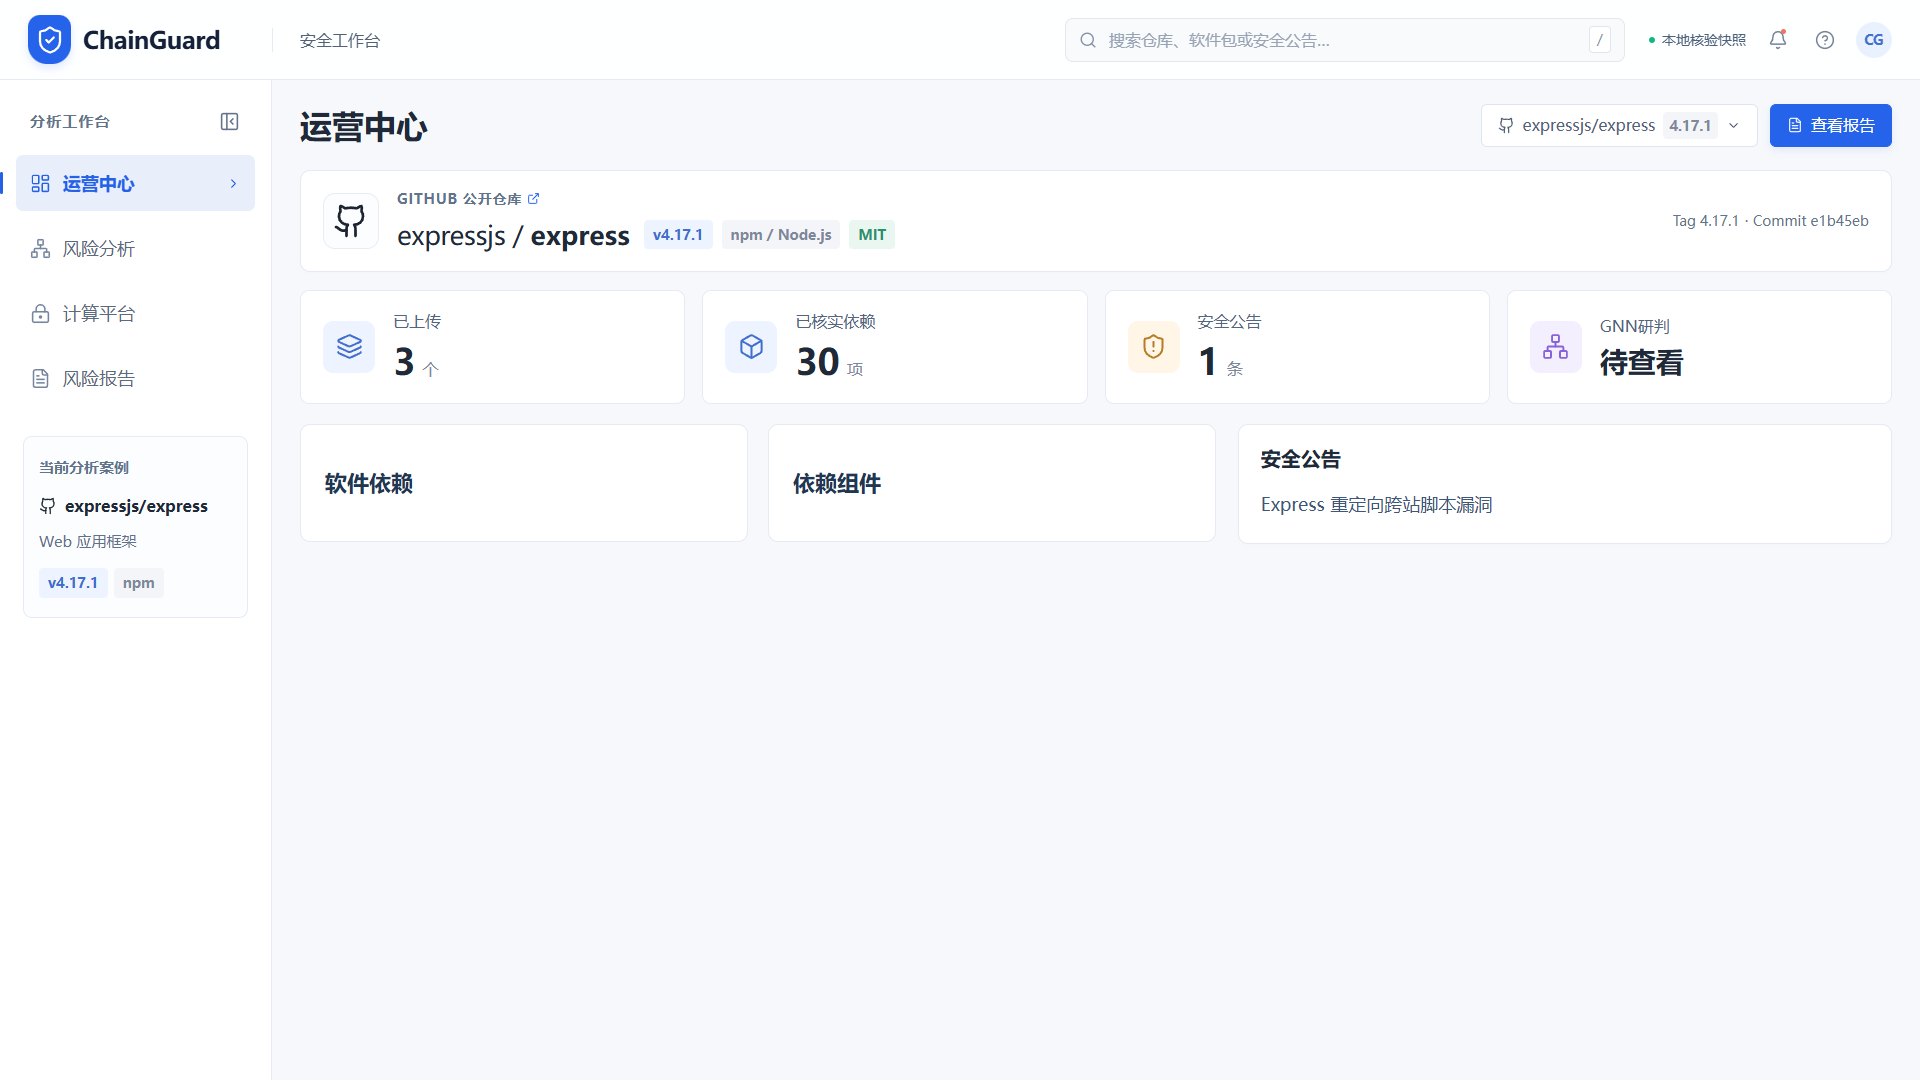 ChainGuard
安全工作台
搜索仓库、软件包或安全公告...
/
本地核验快照
CG
分析工作台
运营中心
风险分析
计算平台
风险报告
当前分析案例
expressjs/express
Web 应用框架
v4.17.1 npm
运营中心
expressjs/express 4.17.1
查看报告
GITHUB 公开仓库
expressjs / express v4.17.1 npm / Node.js MIT
Tag 4.17.1 · Commit e1b45eb
已上传
3 个
已核实依赖
30 项
安全公告
1 条
GNN研判
待查看
软件依赖
依赖组件
安全公告
Express 重定向跨站脚本漏洞